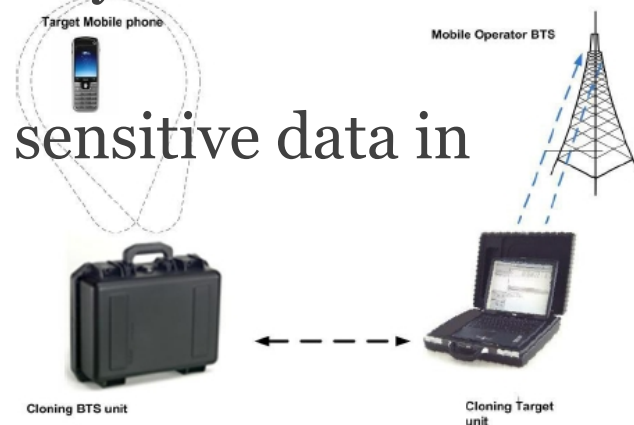 Target Mobile phone
Mobile Operator BTS
sensitive data in
Cloning BTS unit
Cloning Target
unit